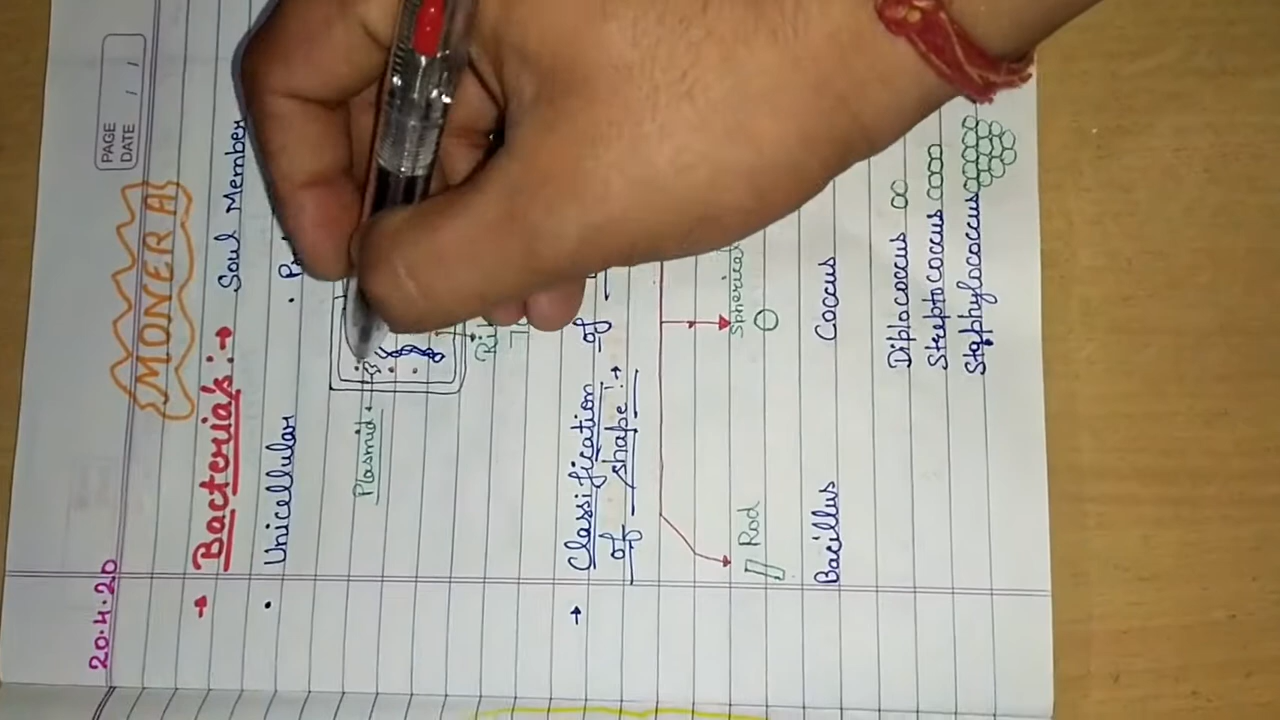 PAGE
DATE / /
20.4.20
MONERA
→ Bacteria's :→ Soul Member
• Unicellular
Plasmid
→ Classification of
of shape :→
Rod
Spherical
Bacillus
Coccus
Diplococcus
Streptococcus
Staphylococcus